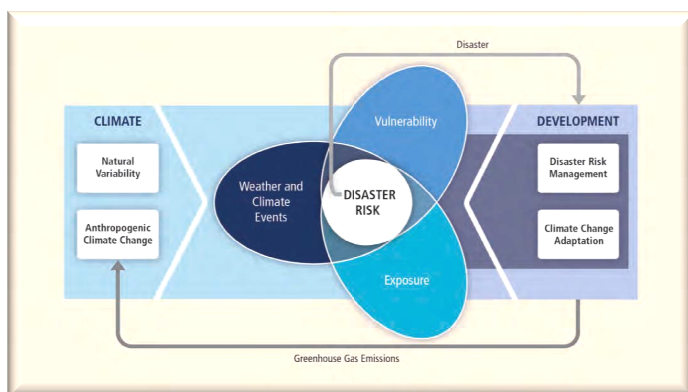 Disaster
CLIMATE
Natural
Variability
Anthropogenic
Climate Change
Weather and
Climate
Events
Vulnerability
DISASTER
RISK
Exposure
DEVELOPMENT
Disaster Risk
Management
Climate Change
Adaptation
Greenhouse Gas Emissions